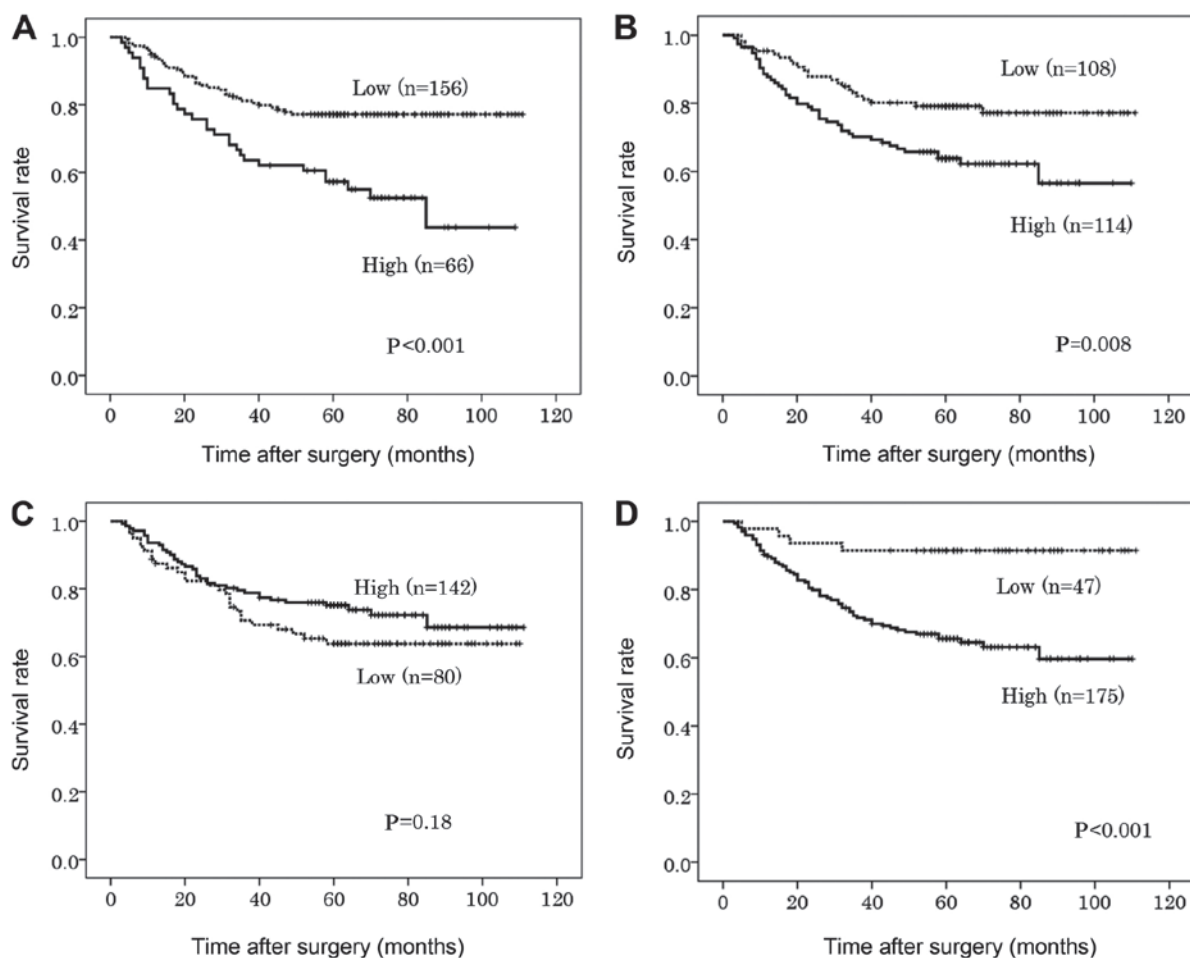 A
Survival rate
1.0
0.8
0.6
0.4
0.2
0.0
Low (n=156)
High (n=66)
P<0.001
0 20 40 60 80 100 120
Time after surgery (months)
B
Survival rate
1.0
0.8
0.6
0.4
0.2
0.0
Low (n=108)
High (n=114)
P=0.008
0 20 40 60 80 100 120
Time after surgery (months)
C
Survival rate
1.0
0.8
0.6
0.4
0.2
0.0
High (n=142)
Low (n=80)
P=0.18
0 20 40 60 80 100 120
Time after surgery (months)
D
Survival rate
1.0
0.8
0.6
0.4
0.2
0.0
Low (n=47)
High (n=175)
P<0.001
0 20 40 60 80 100 120
Time after surgery (months)